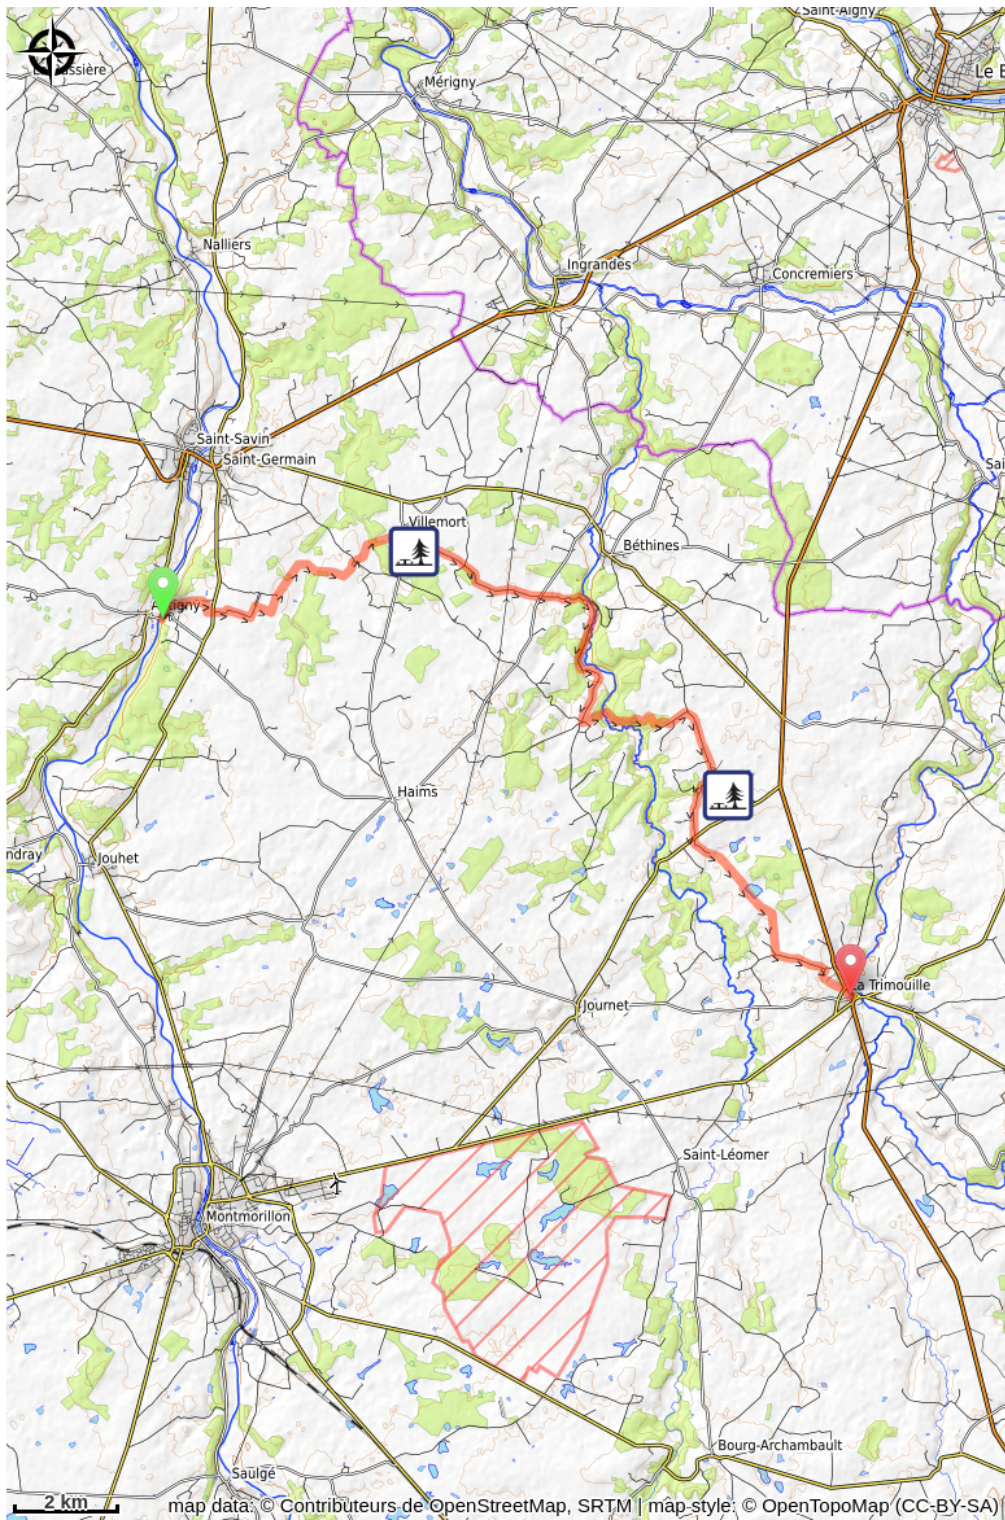 Saint-Aigny
Le B
Mérigny
Nalliers
Ingrandes
Concremiers
Saint-Savin
Saint-Germain
Sai
Villemort
Béthines
Haims
ndray
Jouhet
La Trimouille
Journet
Saint-Léomer
Montmorillon
Bourg-Archambault
Saulgé
2 km
map data: © Contributeurs de OpenStreetMap, SRTM | map style: © OpenTopoMap (CC-BY-SA)